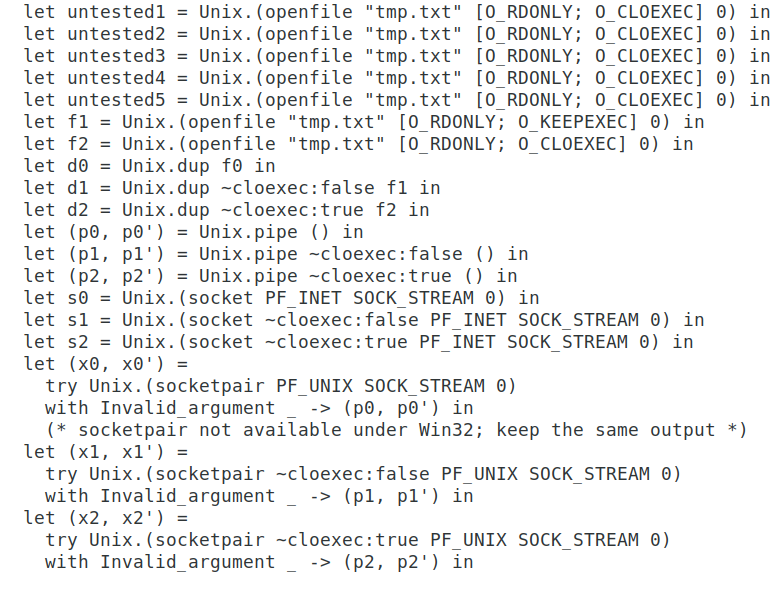 let untested1 = Unix.(openfile "tmp.txt" [O_RDONLY; O_CLOEXEC] 0) in
let untested2 = Unix.(openfile "tmp.txt" [O_RDONLY; O_CLOEXEC] 0) in
let untested3 = Unix.(openfile "tmp.txt" [O_RDONLY; O_CLOEXEC] 0) in
let untested4 = Unix.(openfile "tmp.txt" [O_RDONLY; O_CLOEXEC] 0) in
let untested5 = Unix.(openfile "tmp.txt" [O_RDONLY; O_CLOEXEC] 0) in
let f1 = Unix.(openfile "tmp.txt" [O_RDONLY; O_KEEPEXEC] 0) in
let f2 = Unix.(openfile "tmp.txt" [O_RDONLY; O_CLOEXEC] 0) in
let d0 = Unix.dup f0 in
let d1 = Unix.dup ~cloexec:false f1 in
let d2 = Unix.dup ~cloexec:true f2 in
let (p0, p0') = Unix.pipe () in
let (p1, p1') = Unix.pipe ~cloexec:false () in
let (p2, p2') = Unix.pipe ~cloexec:true () in
let s0 = Unix.(socket PF_INET SOCK_STREAM 0) in
let s1 = Unix.(socket ~cloexec:false PF_INET SOCK_STREAM 0) in
let s2 = Unix.(socket ~cloexec:true PF_INET SOCK_STREAM 0) in
let (x0, x0') =
  try Unix.(socketpair PF_UNIX SOCK_STREAM 0)
  with Invalid_argument _ -> (p0, p0') in
  (* socketpair not available under Win32; keep the same output *)
let (x1, x1') =
  try Unix.(socketpair ~cloexec:false PF_UNIX SOCK_STREAM 0)
  with Invalid_argument _ -> (p1, p1') in
let (x2, x2') =
  try Unix.(socketpair ~cloexec:true PF_UNIX SOCK_STREAM 0)
  with Invalid_argument _ -> (p2, p2') in